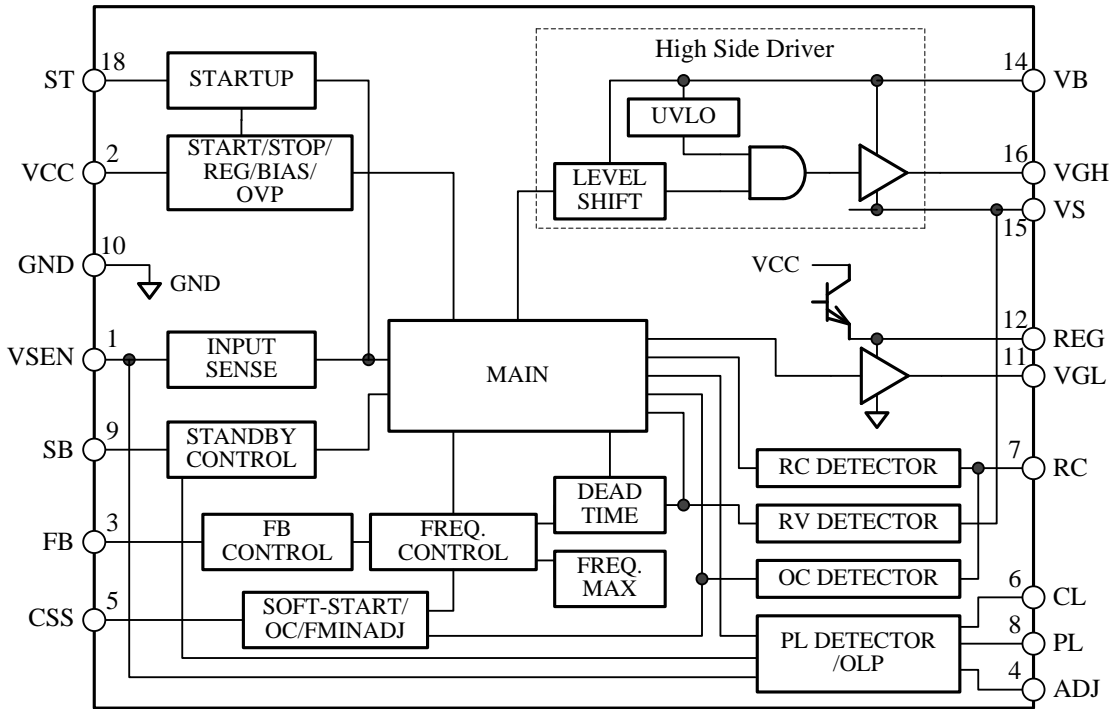 High Side Driver
18
ST
STARTUP
14
VB
UVLO
2
VCC
START/STOP/
REG/BIAS/
OVP
16
VGH
LEVEL
SHIFT
VS
15
10
GND
GND
VCC
12
REG
1
VSEN
INPUT
SENSE
MAIN
11
VGL
9
SB
STANDBY
CONTROL
7
RC DETECTOR
RC
DEAD
TIME
RV DETECTOR
3
FB
FB
CONTROL
FREQ.
CONTROL
FREQ.
MAX
OC DETECTOR
6
CL
5
CSS
SOFT-START/
OC/FMINADJ
PL DETECTOR
/OLP
8
PL
4
ADJ